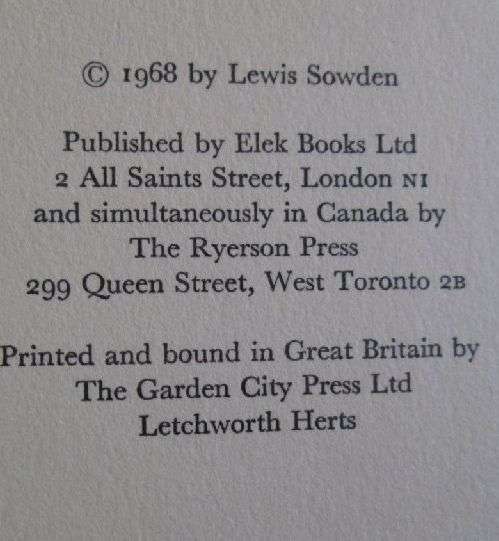 © 1968 by Lewis Sowden
Published by Elek Books Ltd
2 All Saints Street, London N1
and simultaneously in Canada by
The Ryerson Press
299 Queen Street, West Toronto 2B
Printed and bound in Great Britain by
The Garden City Press Ltd
Letchworth Herts